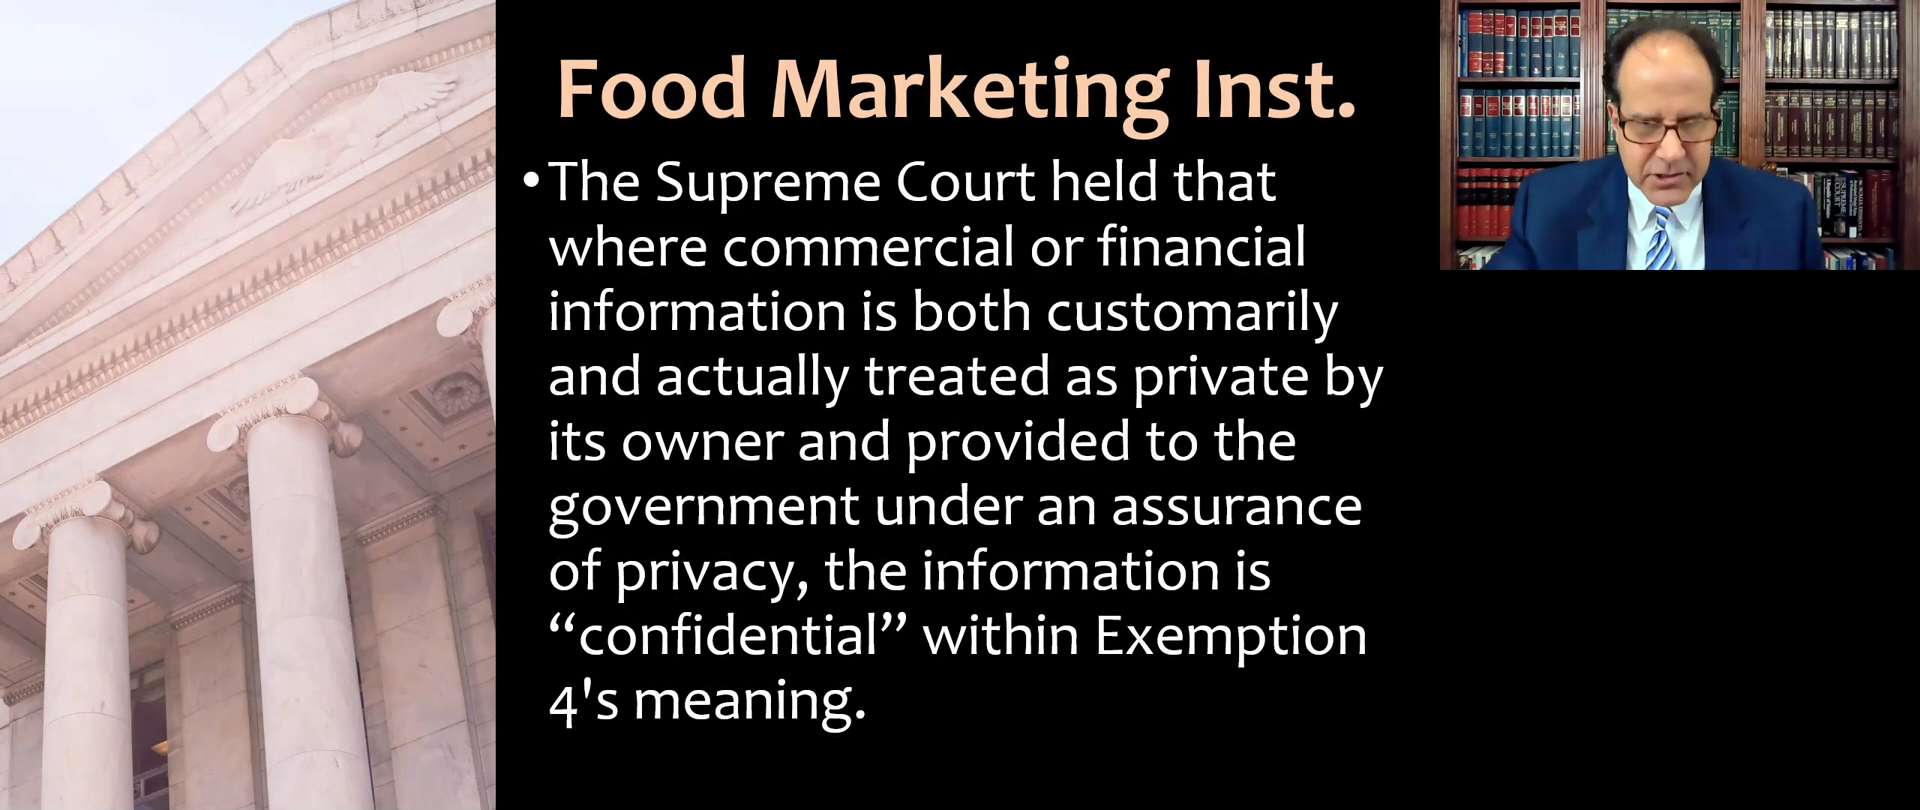 Food Marketing Inst.
•The Supreme Court held that
where commercial or financial
information is both customarily
and actually treated as private by
its owner and provided to the
government under an assurance
of privacy, the information is
“confidential” within Exemption
4's meaning.